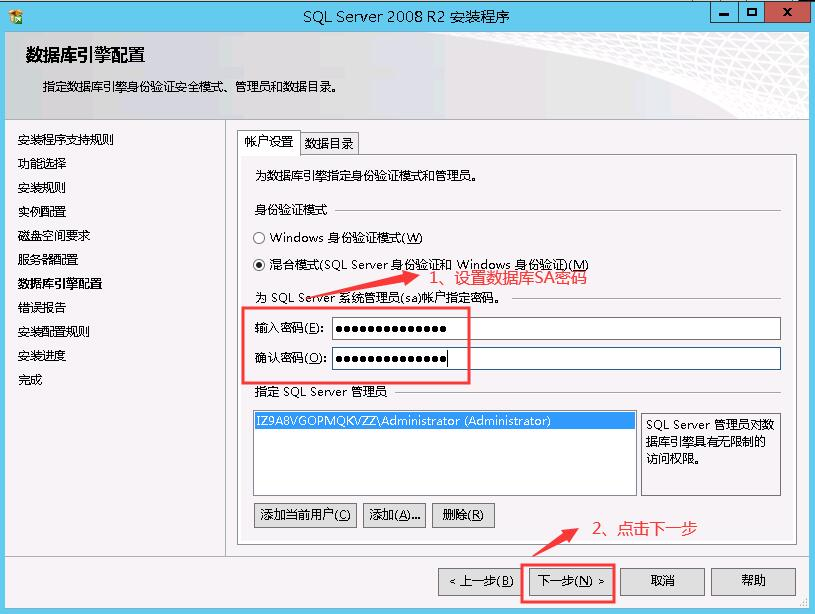 SQL Server 2008 R2 安装程序
数据库引擎配置
指定数据库引擎身份验证安全模式、管理员和数据目录。
安装程序支持规则
功能选择
安装规则
实例配置
磁盘空间要求
服务器配置
数据库引擎配置
错误报告
安装配置规则
安装进度
完成
帐户设置 数据目录
为数据库引擎指定身份验证模式和管理员。
身份验证模式
Windows 身份验证模式(W)
混合模式(SQL Server 身份验证和 Windows 身份验证)(M)
1、设置数据库SA密码
为 SQL Server 系统管理员(sa)帐户指定密码。
输入密码(E): ●●●●●●●●●●●●●●
确认密码(O): ●●●●●●●●●●●●●●
指定 SQL Server 管理员
IZ9A8VGOPMQKVZZ\Administrator (Administrator)
SQL Server 管理员对数
据库引擎具有无限制的
访问权限。
添加当前用户(C) 添加(A)... 删除(R)
2、点击下一步
< 上一步(B) 下一步(N) > 取消 帮助